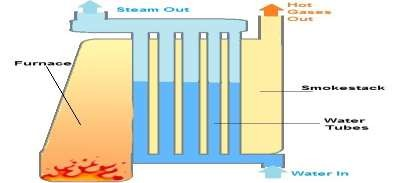 Steam Out
Hot
Gases
Out
Furnace
Smokestack
Water
Tubes
Water In